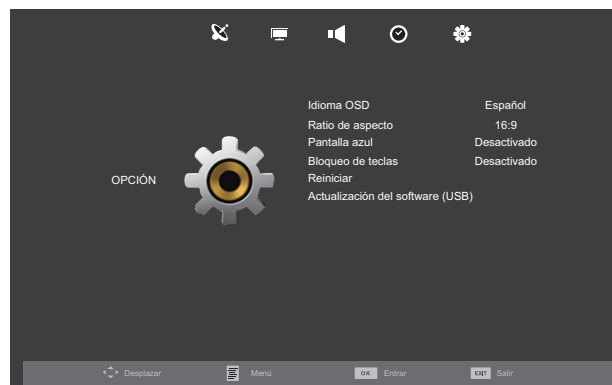 Idioma OSD Español
Ratio de aspecto 16:9
Pantalla azul Desactivado
Bloqueo de teclas Desactivado
OPCIÓN
Reiniciar
Actualización del software (USB)
Desplazar Menú OK Entrar EXIT Salir